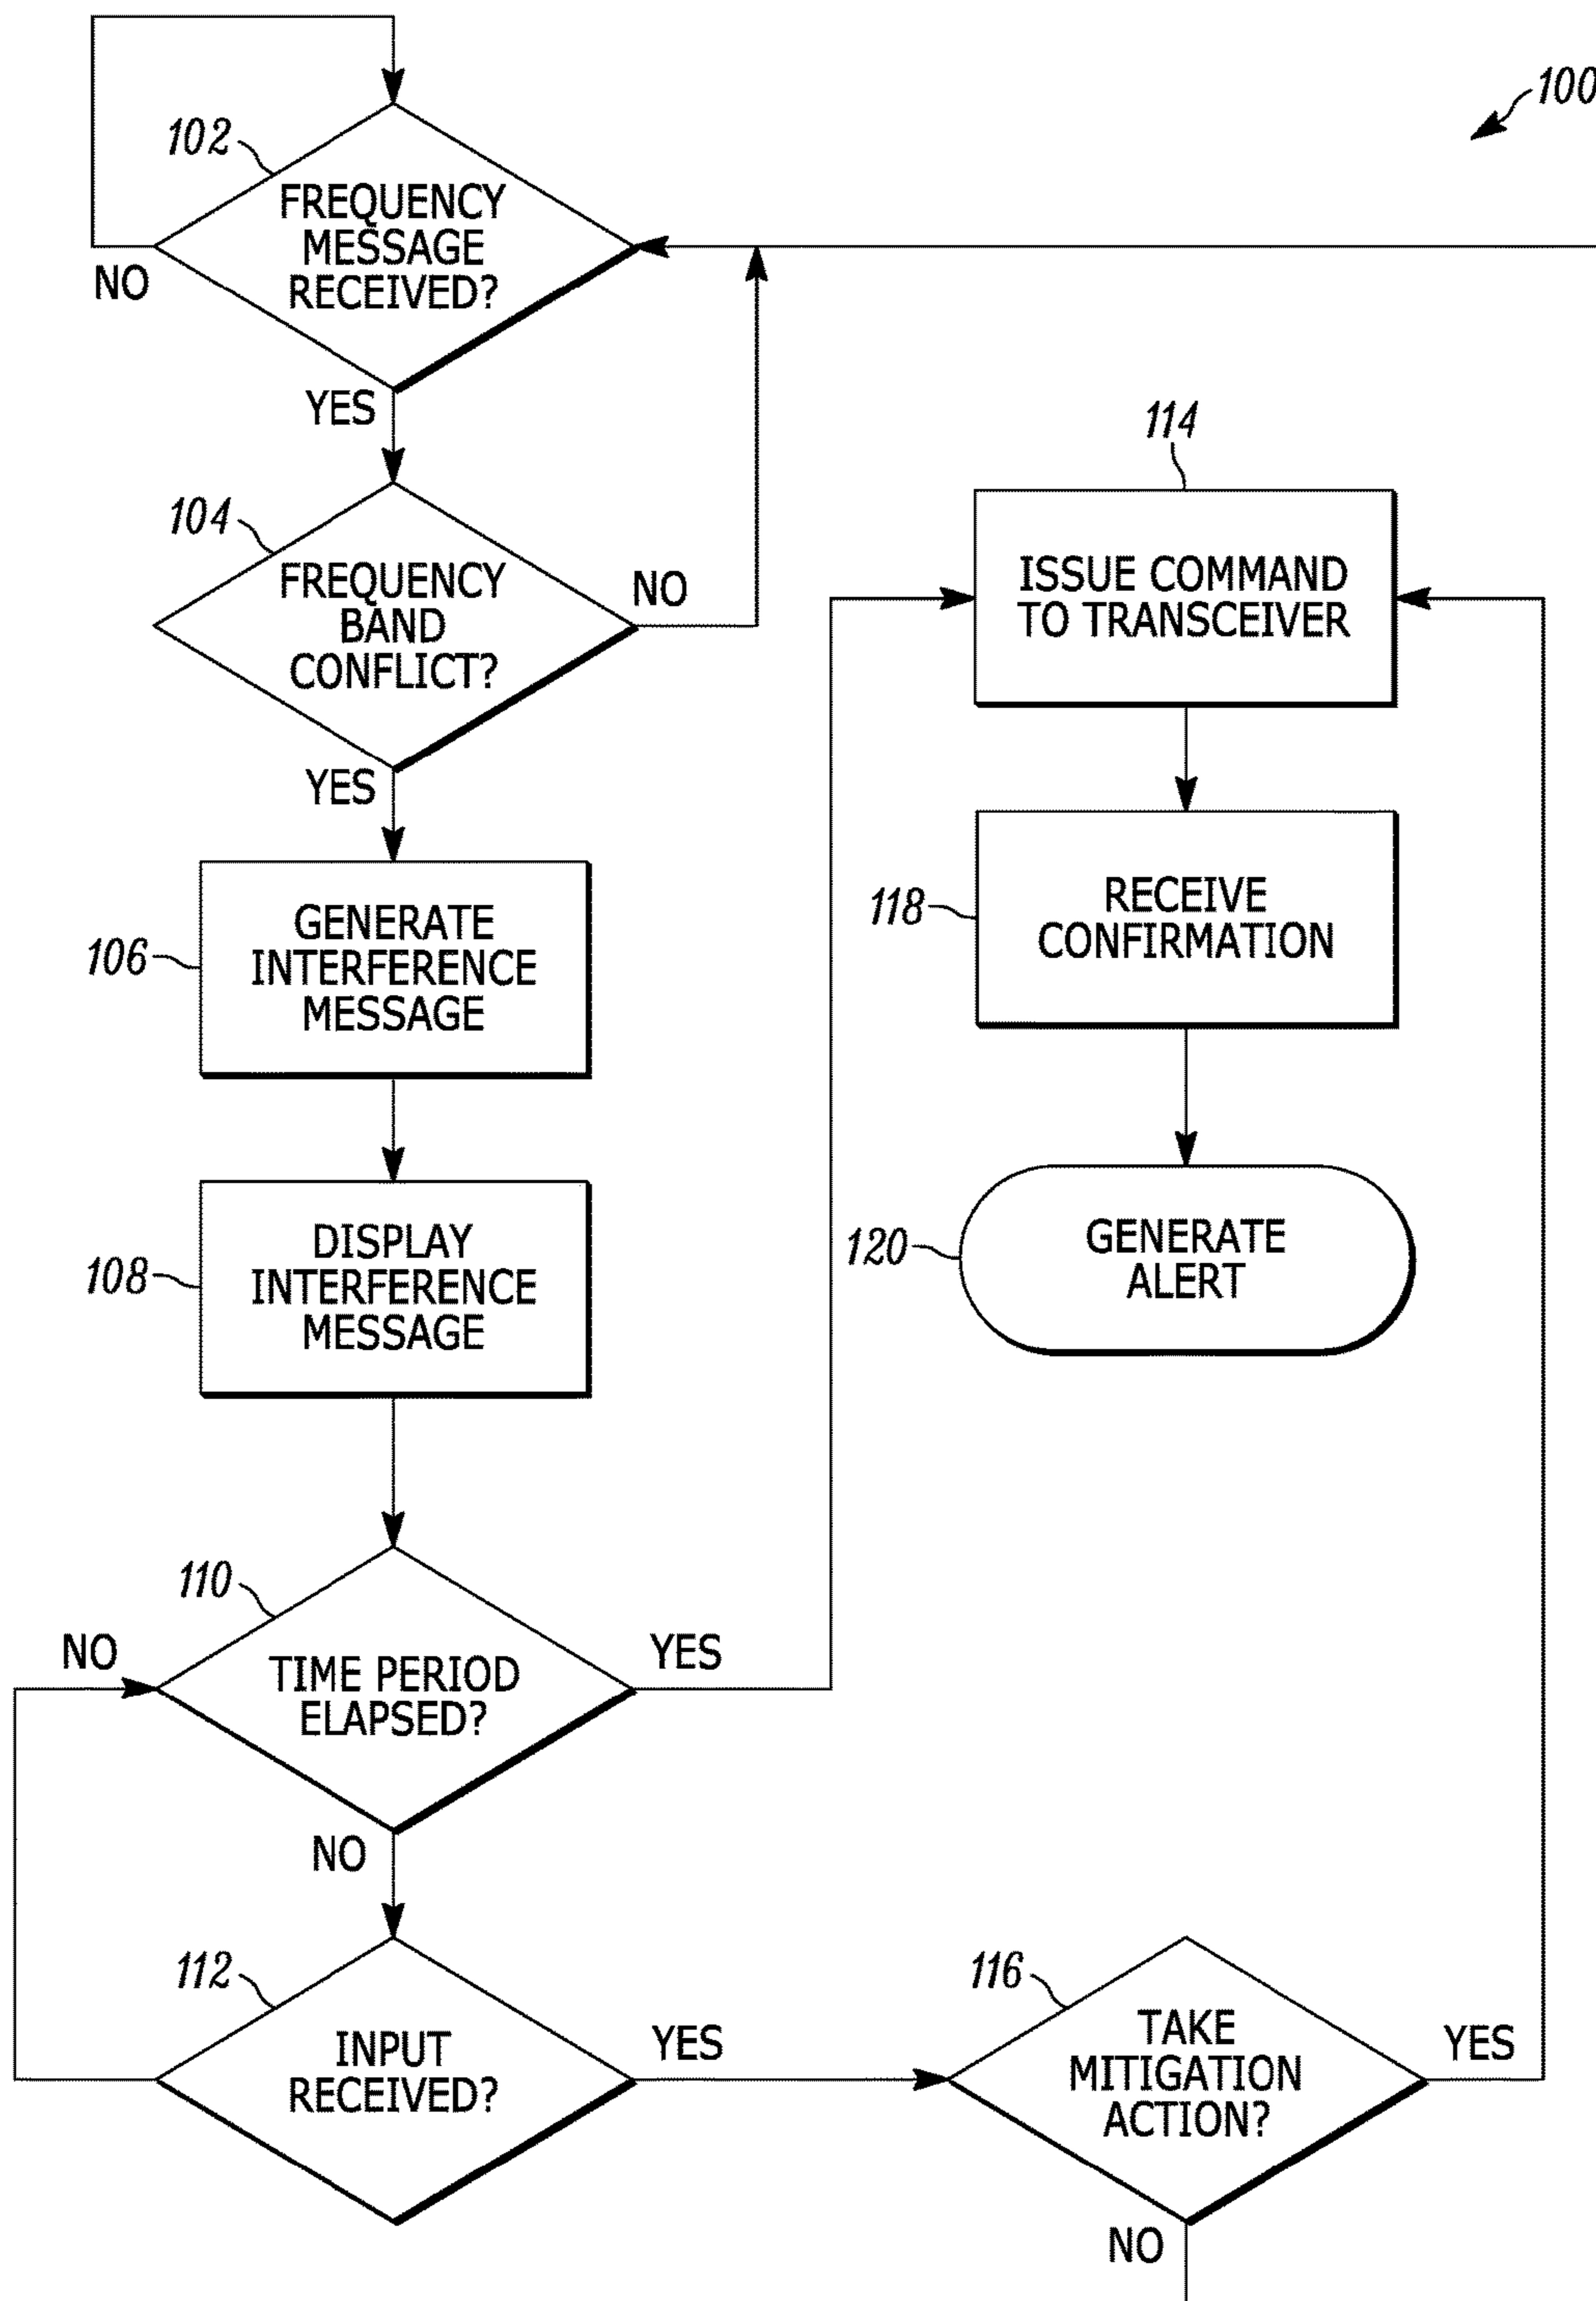 100
102
FREQUENCY
MESSAGE
RECEIVED?
NO
YES
104
FREQUENCY
BAND
CONFLICT?
NO
YES
106
GENERATE
INTERFERENCE
MESSAGE
108
DISPLAY
INTERFERENCE
MESSAGE
110
NO
TIME PERIOD
ELAPSED?
YES
NO
112
INPUT
RECEIVED?
YES
114
ISSUE COMMAND
TO TRANSCEIVER
118
RECEIVE
CONFIRMATION
120
GENERATE
ALERT
116
TAKE
MITIGATION
ACTION?
YES
NO